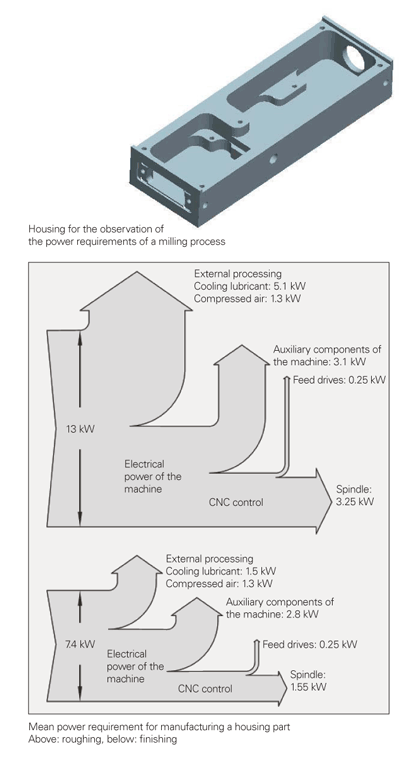 Housing for the observation of
the power requirements of a milling process
External processing
Cooling lubricant: 5.1 kW
Compressed air: 1.3 kW
Auxiliary components of
the machine: 3.1 kW
Feed drives: 0.25 kW
13 kW
Electrical
power of the
machine
CNC control
Spindle:
3.25 kW
External processing
Cooling lubricant: 1.5 kW
Compressed air: 1.3 kW
Auxiliary components of
the machine: 2.8 kW
7.4 kW
Feed drives: 0.25 kW
Electrical
power of the
machine
CNC control
Spindle:
1.55 kW
Mean power requirement for manufacturing a housing part
Above: roughing, below: finishing